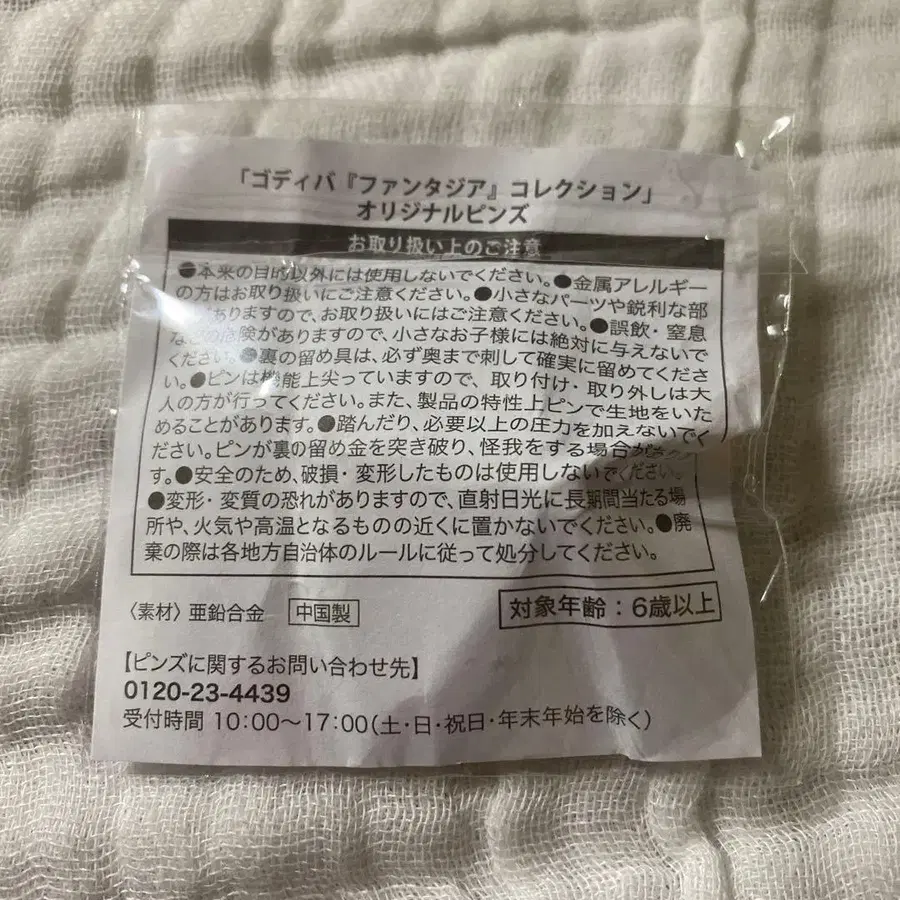 「ゴディバ『ファンタジア』コレクション」
オリジナルピンズ
お取り扱い上のご注意
●本来の目的以外には使用しないでください。●金属アレルギー
の方はお取り扱いにご注意ください。●小さなパーツや鋭利な部
がありますので、お取り扱いにはご注意ください。●誤飲・窒息
などの危険がありますので、小さなお子様には絶対に与えないで
ください。●裏の留め具は、必ず奥まで刺して確実に留めてくださ
い。●ピンは機能上尖っていますので、取り付け・取り外しは大
人の方が行ってください。また、製品の特性上ピンで生地をいた
めることがあります。●踏んだり、必要以上の圧力を加えないでく
ださい。ピンが裏の留め金を突き破り、怪我をする場合が
す。●安全のため、破損・変形したものは使用しないでください。
●変形・変質の恐れがありますので、直射日光に長期間当たる場
所や、火気や高温となるものの近くに置かないでください。●廃
棄の際は各地方自治体のルールに従って処分してください。
〈素材〉亜鉛合金 中国製 対象年齢：6歳以上
【ピンズに関するお問い合わせ先】
0120-23-4439
受付時間 10:00〜17:00(土・日・祝日・年末年始を除く)